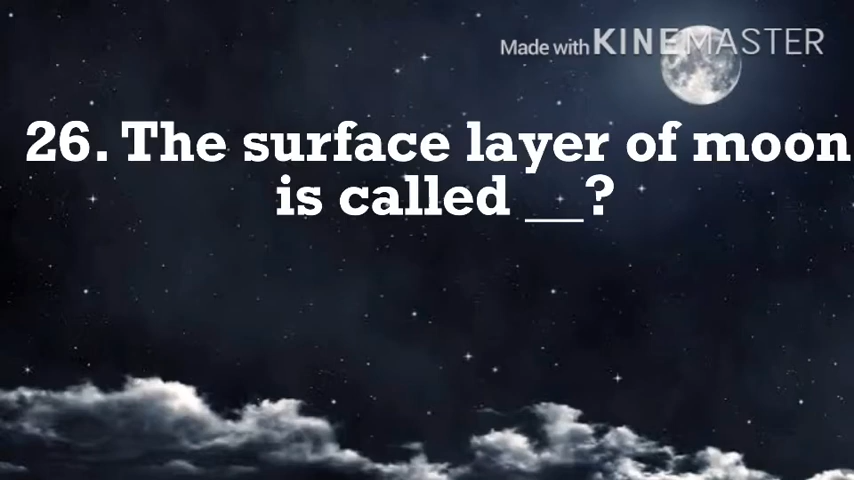 Made with KINEMASTER
26. The surface layer of moon
is called __?